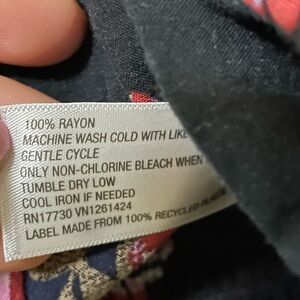 100% RAYON
MACHINE WASH COLD WITH LIKE
GENTLE CYCLE
ONLY NON-CHLORINE BLEACH WHEN
TUMBLE DRY LOW
COOL IRON IF NEEDED
RN17730 VN1261424
LABEL MADE FROM 100% RECYCLED